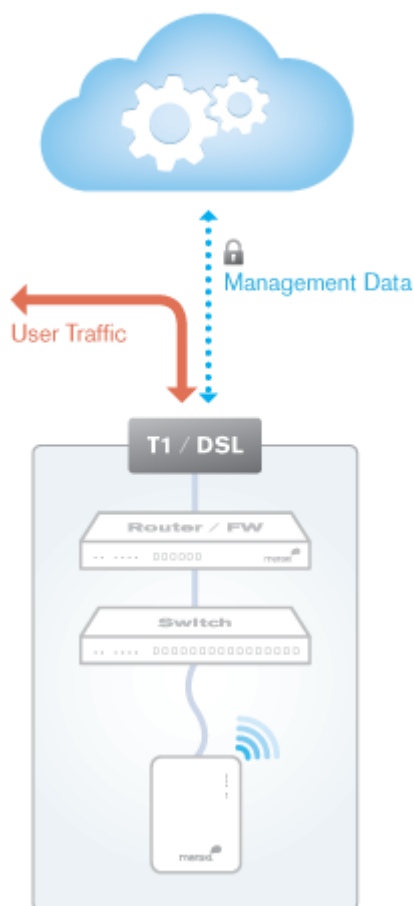 Management Data
User Traffic
T1 / DSL
Router / FW
meraki
Switch
meraki